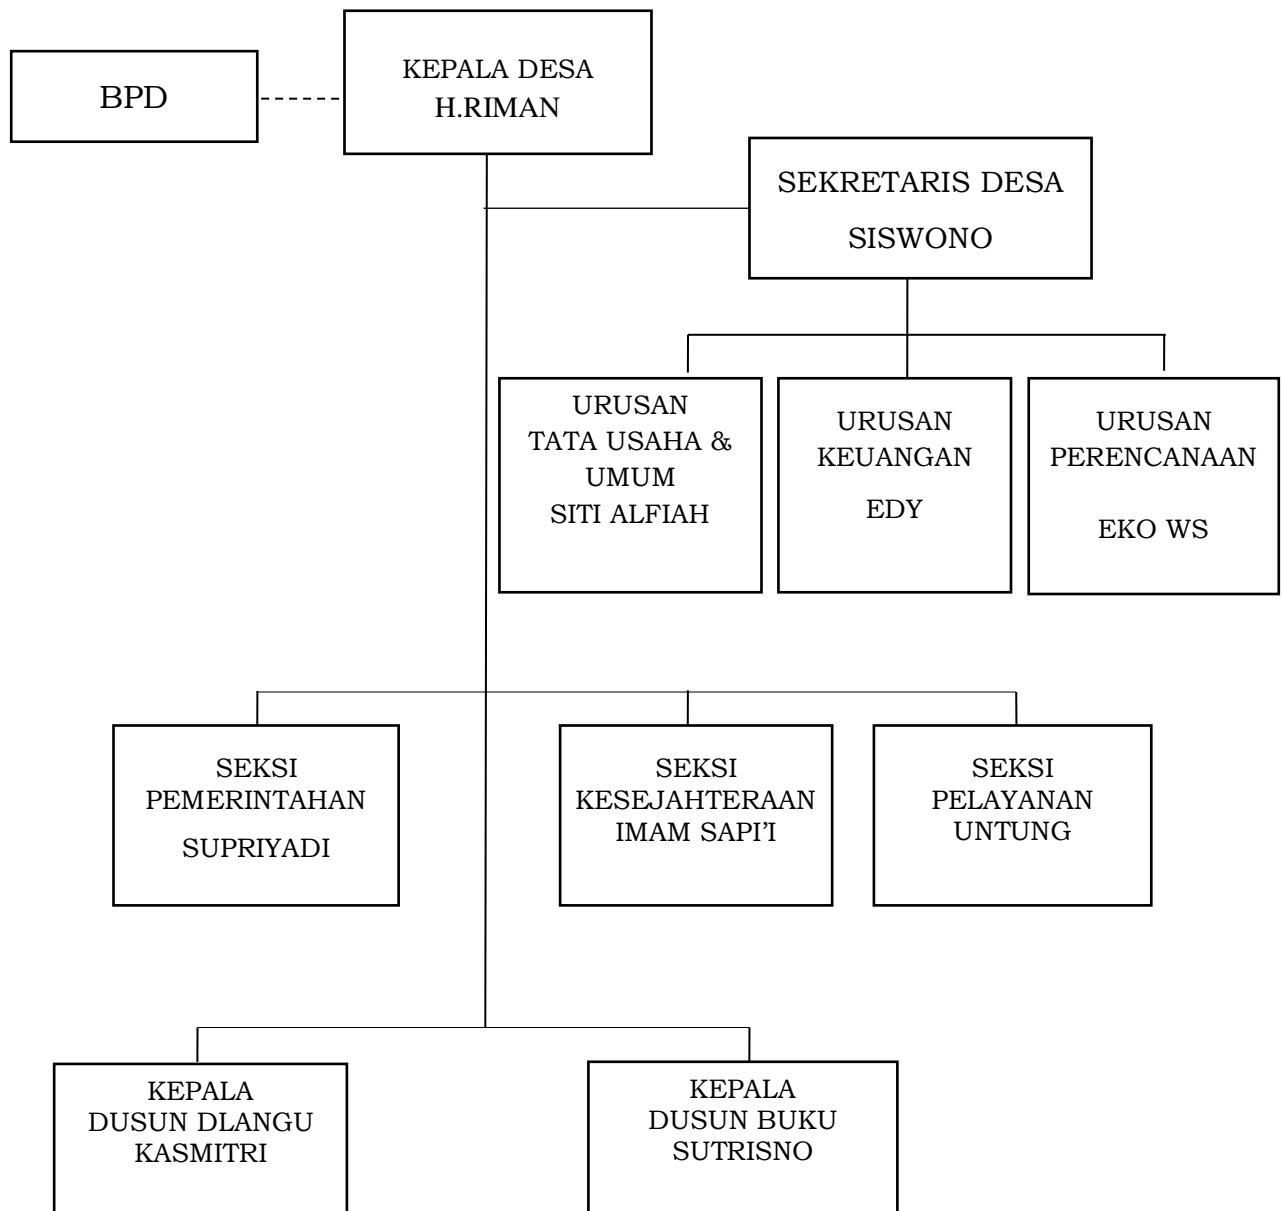 BPD
KEPALA DESA
H.RIMAN
SEKRETARIS DESA
SISWONO
URUSAN
TATA USAHA &
UMUM
SITI ALFIAH
URUSAN
KEUANGAN
EDY
URUSAN
PERENCANAAN
EKO WS
SEKSI
PEMERINTAHAN
SUPRIYADI
SEKSI
KESEJAHTERAAN
IMAM SAPI’I
SEKSI
PELAYANAN
UNTUNG
KEPALA
DUSUN DLANGU
KASMITRI
KEPALA
DUSUN BUKU
SUTRISNO